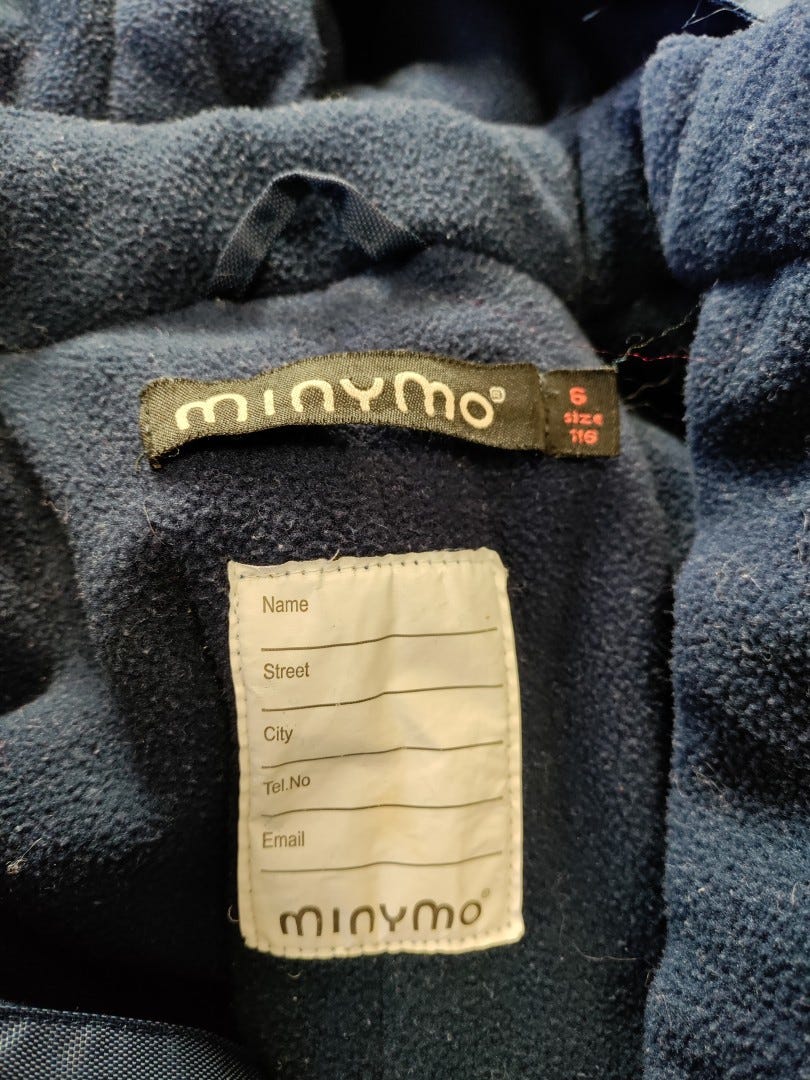 minymo®
6
size
116
Name
Street
City
Tel.No
Email
minymo®